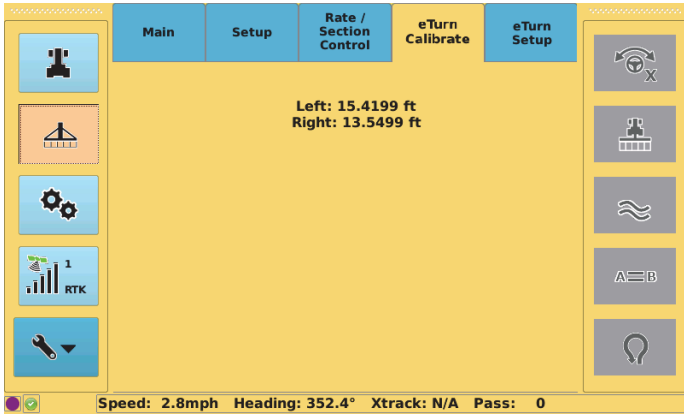 Main
Setup
Rate /
Section
Control
eTurn
Calibrate
eTurn
Setup
Left: 15.4199 ft
Right: 13.5499 ft
X
1
RTK
A=B
Speed: 2.8mph Heading: 352.4° Xtrack: N/A Pass: 0